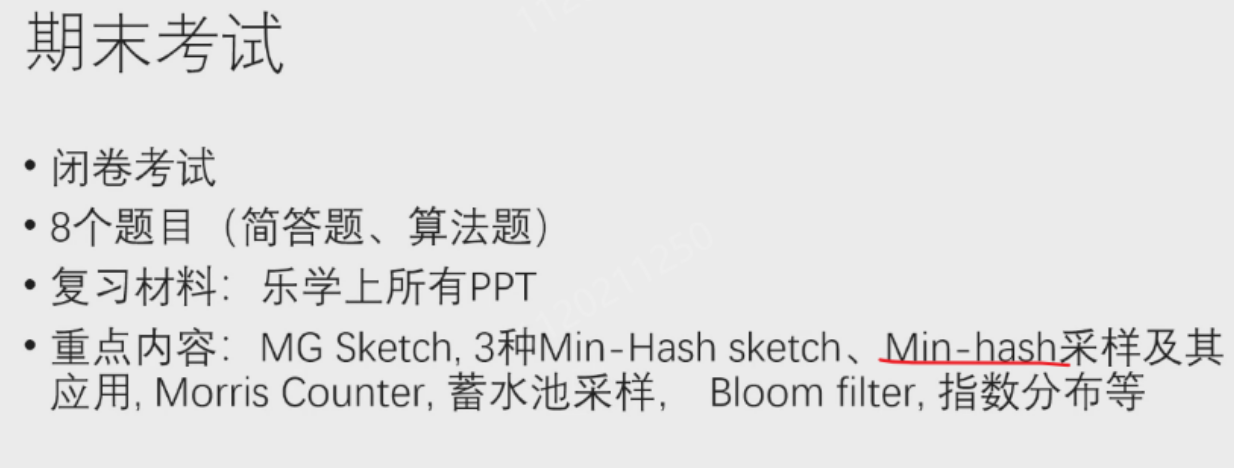 期末考试
• 闭卷考试
• 8个题目（简答题、算法题）
• 复习材料：乐学上所有PPT
• 重点内容：MG Sketch, 3种Min-Hash sketch、Min-hash采样及其
应用, Morris Counter, 蓄水池采样, Bloom filter, 指数分布等